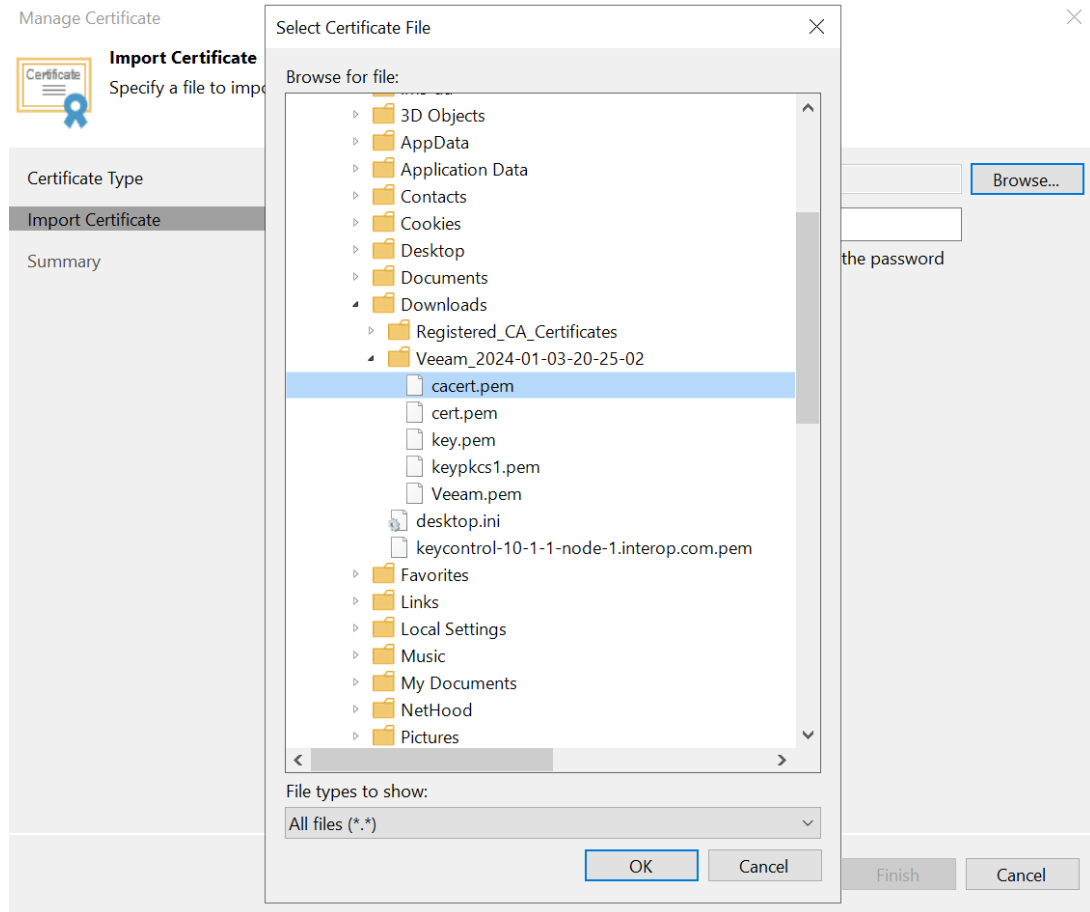 Manage Certificate
Import Certificate
Specify a file to impo
Certificate
Certificate Type
Import Certificate
Summary
Select Certificate File
Browse for file:
3D Objects
AppData
Application Data
Contacts
Cookies
Desktop
Documents
Downloads
Registered_CA_Certificates
Veeam_2024-01-03-20-25-02
cacert.pem
cert.pem
key.pem
keypkcs1.pem
Veeam.pem
desktop.ini
keycontrol-10-1-1-node-1.interop.com.pem
Favorites
Links
Local Settings
Music
My Documents
NetHood
Pictures
File types to show:
All files (*.*)
OK
Cancel
Browse...
the password
Finish
Cancel